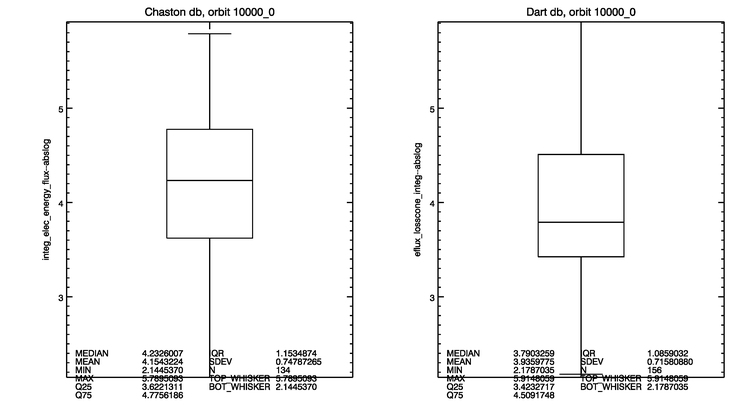 Chaston db, orbit 10000_0
5
4
3
integ_elec_energy_flux-abslog
MEDIAN 4.2326007 IQR 1.1534874
MEAN 4.1543224 SDEV 0.74787265
MIN 2.1445370 N 134
MAX 5.7895093 TOP_WHISKER 5.7895093
Q25 3.6221311 BOT_WHISKER 2.1445370
Q75 4.7756186
Dart db, orbit 10000_0
5
4
3
eflux_losscone_integ-abslog
MEDIAN 3.7903259 IQR 1.0859032
MEAN 3.9359775 SDEV 0.71580880
MIN 2.1787035 N 156
MAX 5.9148059 TOP_WHISKER 5.9148059
Q25 3.4232717 BOT_WHISKER 2.1787035
Q75 4.5091748